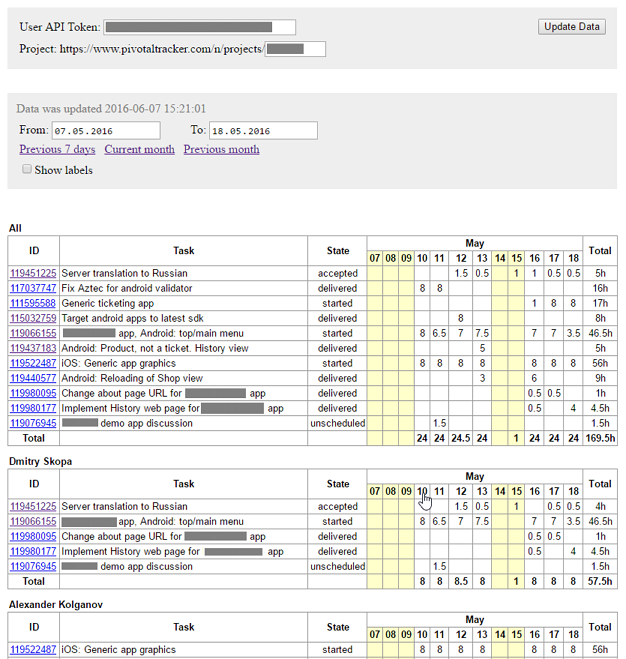 User API Token:
Update Data
Project: https://www.pivotaltracker.com/n/projects/
Data was updated 2016-06-07 15:21:01
From: 07.05.2016 To: 18.05.2016
Previous 7 days Current month Previous month
Show labels
All
ID Task State May Total
07 08 09 10 11 12 13 14 15 16 17 18
119451225 Server translation to Russian accepted 1.5 0.5 1 1 0.5 0.5 5h
117037747 Fix Aztec for android validator delivered 8 8 16h
111595588 Generic ticketing app started 1 8 8 17h
115032759 Target android apps to latest sdk delivered 8 8h
119066155 app, Android: top/main menu started 8 6.5 7 7.5 7 7 3.5 46.5h
119437183 Android: Product, not a ticket. History view delivered 5 5h
119522487 iOS: Generic app graphics started 8 8 8 8 8 8 8 56h
119440577 Android: Reloading of Shop view delivered 3 6 9h
119980095 Change about page URL for app delivered 0.5 0.5 1h
119980177 Implement History web page for app delivered 0.5 4 4.5h
119076945 demo app discussion unscheduled 1.5 1.5h
Total 24 24 24.5 24 1 24 24 24 169.5h
Dmitry Skopa
ID Task State May Total
07 08 09 10 11 12 13 14 15 16 17 18
119451225 Server translation to Russian accepted 1.5 0.5 1 0.5 0.5 4h
119066155 app, Android: top/main menu started 8 6.5 7 7.5 7 7 3.5 46.5h
119980095 Change about page URL for app delivered 0.5 0.5 1h
119980177 Implement History web page for app delivered 0.5 4 4.5h
119076945 demo app discussion unscheduled 1.5 1.5h
Total 8 8 8.5 8 1 8 8 8 57.5h
Alexander Kolganov
ID Task State May Total
07 08 09 10 11 12 13 14 15 16 17 18
119522487 iOS: Generic app graphics started 8 8 8 8 8 8 8 56h